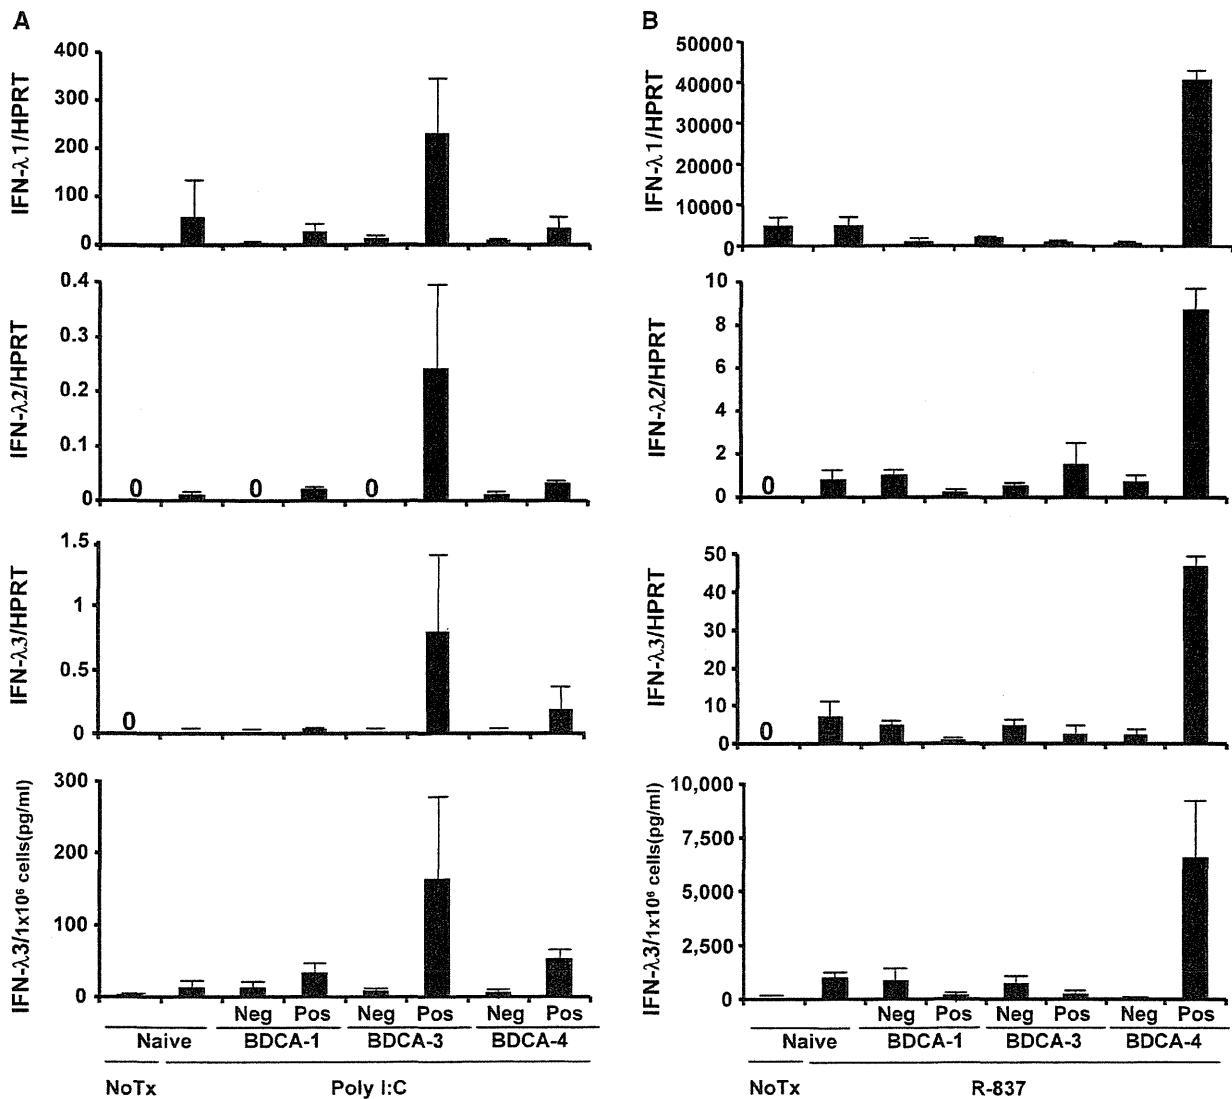 A
IFN-λ1/HPRT
400
300
200
100
0
IFN-λ2/HPRT
0.4
0.3
0.2
0.1
0
0
0
0
IFN-λ3/HPRT
1.5
1
0.5
0
0
IFN-λ3/1x10⁶ cells(pg/ml)
300
200
100
0
Neg Pos Neg Pos Neg Pos
Naive BDCA-1 BDCA-3 BDCA-4
NoTx Poly I:C
B
IFN-λ1/HPRT
50000
40000
30000
20000
10000
0
IFN-λ2/HPRT
10
8
6
4
2
0
0
IFN-λ3/HPRT
50
40
30
20
10
0
0
IFN-λ3/1x10⁶ cells(pg/ml)
10,000
7,500
5,000
2,500
0
Neg Pos Neg Pos Neg Pos
Naive BDCA-1 BDCA-3 BDCA-4
NoTx R-837